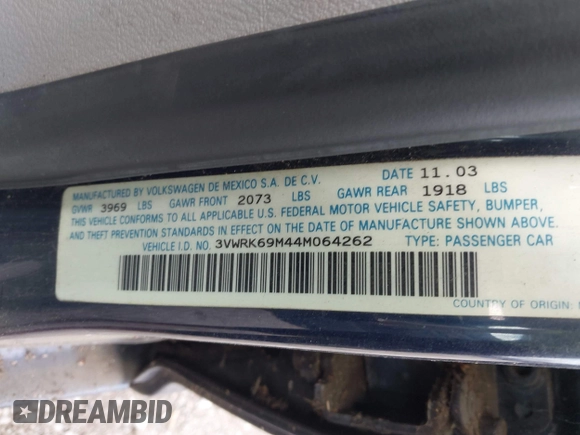 MANUFACTURED BY VOLKSWAGEN DE MEXICO S.A. DE C.V. DATE 11.03
GVWR 3969 LBS GAWR FRONT 2073 LBS GAWR REAR 1918 LBS
THIS VEHICLE CONFORMS TO ALL APPLICABLE U.S. FEDERAL MOTOR VEHICLE SAFETY, BUMPER,
AND THEFT PREVENTION STANDARDS IN EFFECT ON THE DATE OF MANUFACTURE SHOWN ABOVE.
VEHICLE I.D. NO. 3VWRK69M44M064262 TYPE: PASSENGER CAR
COUNTRY OF ORIGIN:
DREAMBID